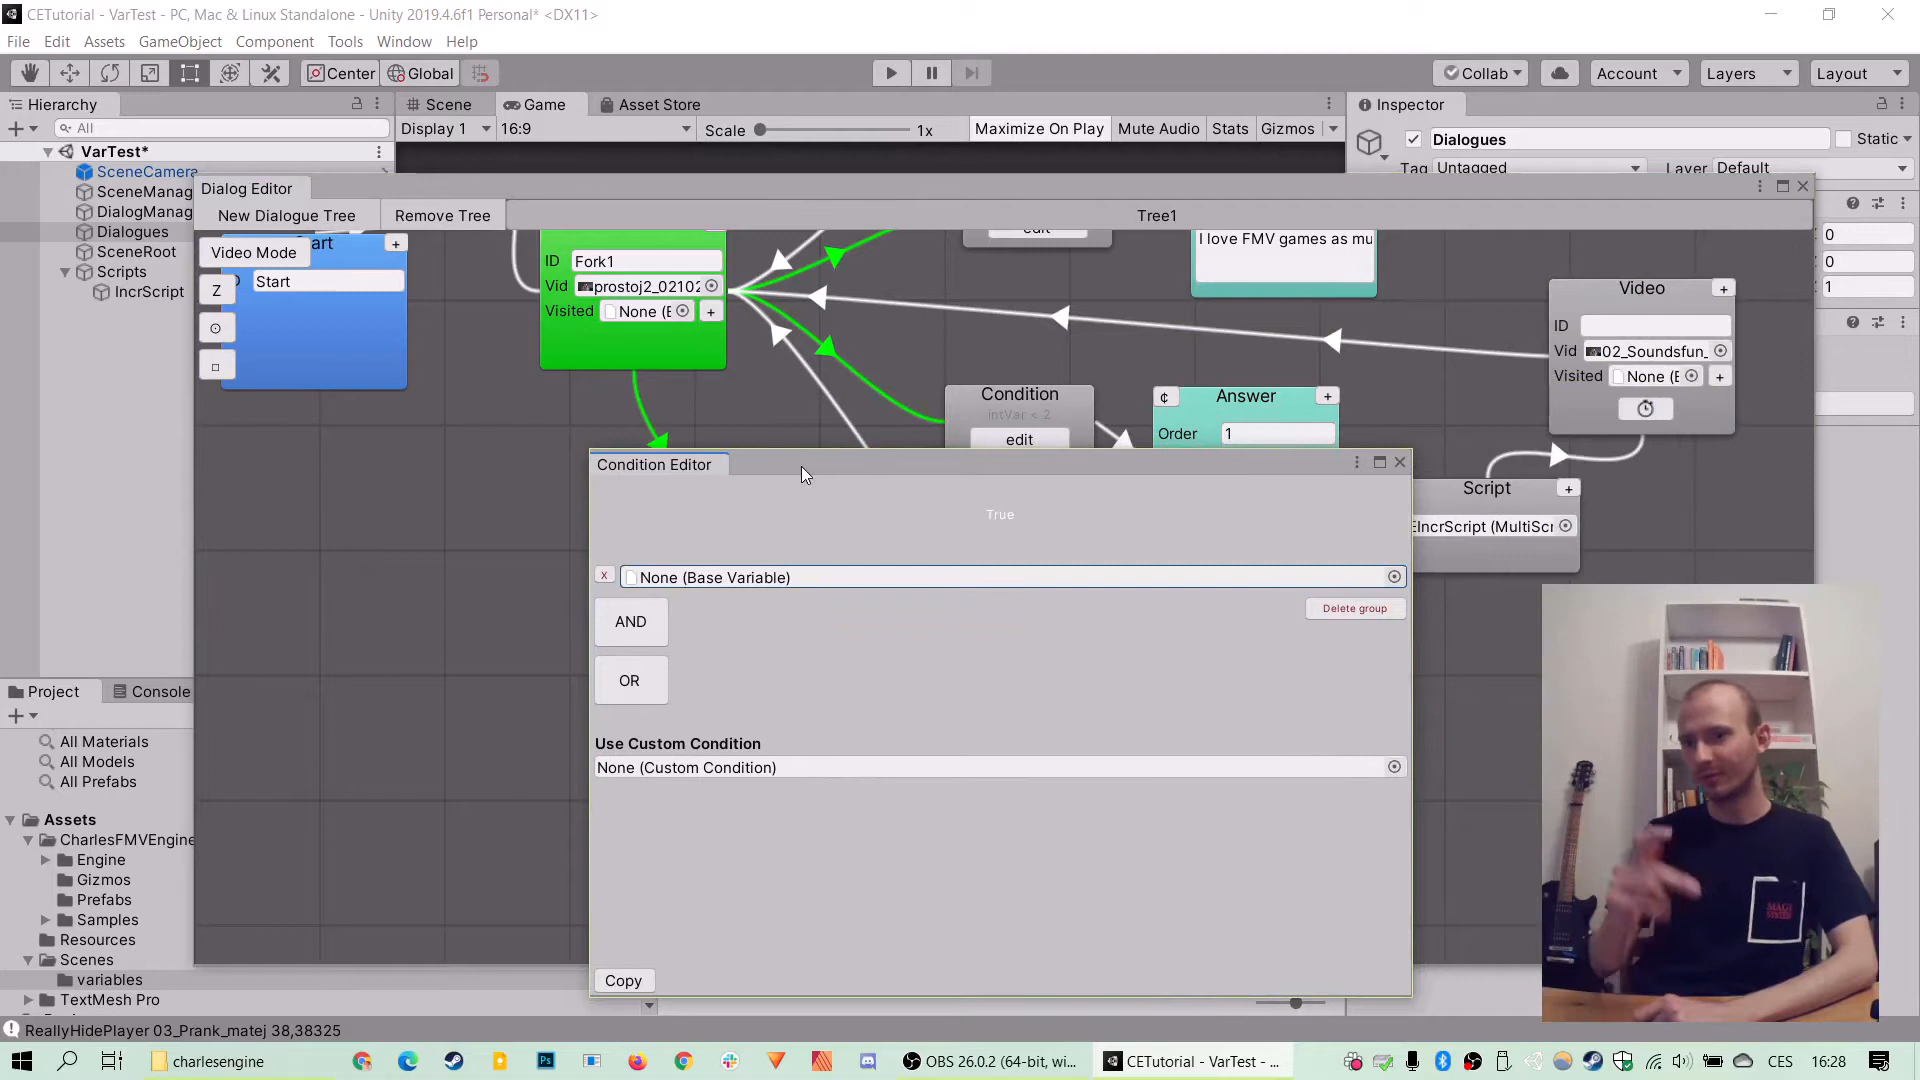 CETutorial - VarTest - PC, Mac & Linux Standalone - Unity 2019.4.6f1 Personal* <DX11>
File Edit Assets GameObject Component Tools Window Help
Center Global Collab Account Layers Layout
Hierarchy Scene Game Asset Store Inspector
All Display 1 16:9 Scale 1x Maximize On Play Mute Audio Stats Gizmos Dialogues Static
VarTest*
SceneCamera Tag Untagged Layer Default
SceneManag Dialog Editor
DialogManag New Dialogue Tree Remove Tree Tree1
Dialogues
SceneRoot
Scripts
IncrScript
0
0
1
Video Mode
art
Start
Z
ID Fork1
Vid prostoj2_02102
Visited None (E
edit
I love FMV games as mu
Video
ID
Vid 02_Soundsfun_
Visited None (E
Condition
intVar < 2
edit
¢ Answer
Order 1
Script
EIncrScript (MultiScr
Condition Editor
True
X None (Base Variable)
AND
Delete group
OR
Use Custom Condition
None (Custom Condition)
Copy
Project Console
All Materials
All Models
All Prefabs
Assets
CharlesFMVEngine
Engine
Gizmos
Prefabs
Samples
Resources
Scenes
variables
TextMesh Pro
MAGI
SYSTEM
ReallyHidePlayer 03_Prank_matej 38,38325
charlesengine
Ps
OBS 26.0.2 (64-bit, wi...
CETutorial - VarTest - ...
CES
16:28